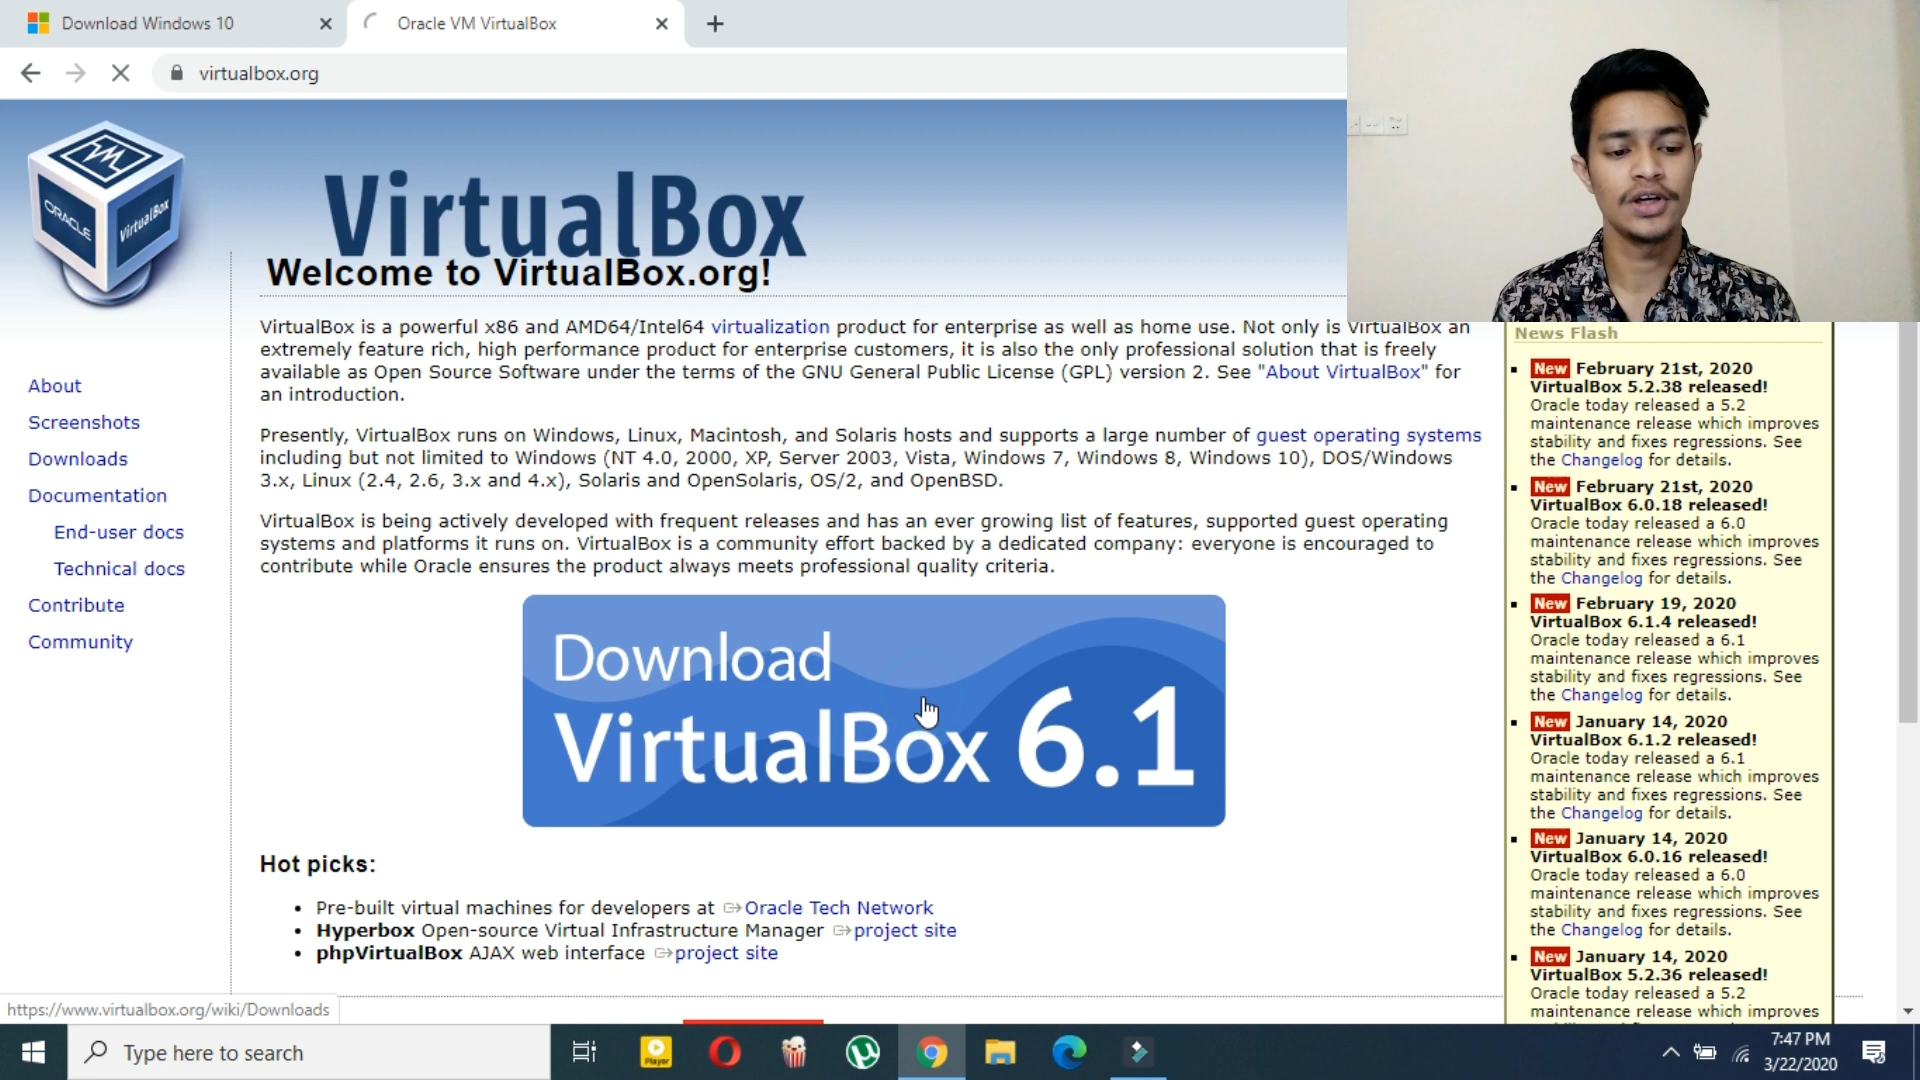 Download Windows 10
Oracle VM VirtualBox
virtualbox.org
ORACLE
VirtualBox
VirtualBox
Welcome to VirtualBox.org!
VirtualBox is a powerful x86 and AMD64/Intel64 virtualization product for enterprise as well as home use. Not only is VirtualBox an
extremely feature rich, high performance product for enterprise customers, it is also the only professional solution that is freely
available as Open Source Software under the terms of the GNU General Public License (GPL) version 2. See "About VirtualBox" for
an introduction.
Presently, VirtualBox runs on Windows, Linux, Macintosh, and Solaris hosts and supports a large number of guest operating systems
including but not limited to Windows (NT 4.0, 2000, XP, Server 2003, Vista, Windows 7, Windows 8, Windows 10), DOS/Windows
3.x, Linux (2.4, 2.6, 3.x and 4.x), Solaris and OpenSolaris, OS/2, and OpenBSD.
VirtualBox is being actively developed with frequent releases and has an ever growing list of features, supported guest operating
systems and platforms it runs on. VirtualBox is a community effort backed by a dedicated company: everyone is encouraged to
contribute while Oracle ensures the product always meets professional quality criteria.
About
Screenshots
Downloads
Documentation
End-user docs
Technical docs
Contribute
Community
Download
VirtualBox 6.1
Hot picks:
Pre-built virtual machines for developers at Oracle Tech Network
Hyperbox Open-source Virtual Infrastructure Manager project site
phpVirtualBox AJAX web interface project site
News Flash
New February 21st, 2020
VirtualBox 5.2.38 released!
Oracle today released a 5.2
maintenance release which improves
stability and fixes regressions. See
the Changelog for details.
New February 21st, 2020
VirtualBox 6.0.18 released!
Oracle today released a 6.0
maintenance release which improves
stability and fixes regressions. See
the Changelog for details.
New February 19, 2020
VirtualBox 6.1.4 released!
Oracle today released a 6.1
maintenance release which improves
stability and fixes regressions. See
the Changelog for details.
New January 14, 2020
VirtualBox 6.1.2 released!
Oracle today released a 6.1
maintenance release which improves
stability and fixes regressions. See
the Changelog for details.
New January 14, 2020
VirtualBox 6.0.16 released!
Oracle today released a 6.0
maintenance release which improves
stability and fixes regressions. See
the Changelog for details.
New January 14, 2020
VirtualBox 5.2.36 released!
Oracle today released a 5.2
maintenance release which improves
https://www.virtualbox.org/wiki/Downloads
Type here to search
Player
7:47 PM
3/22/2020